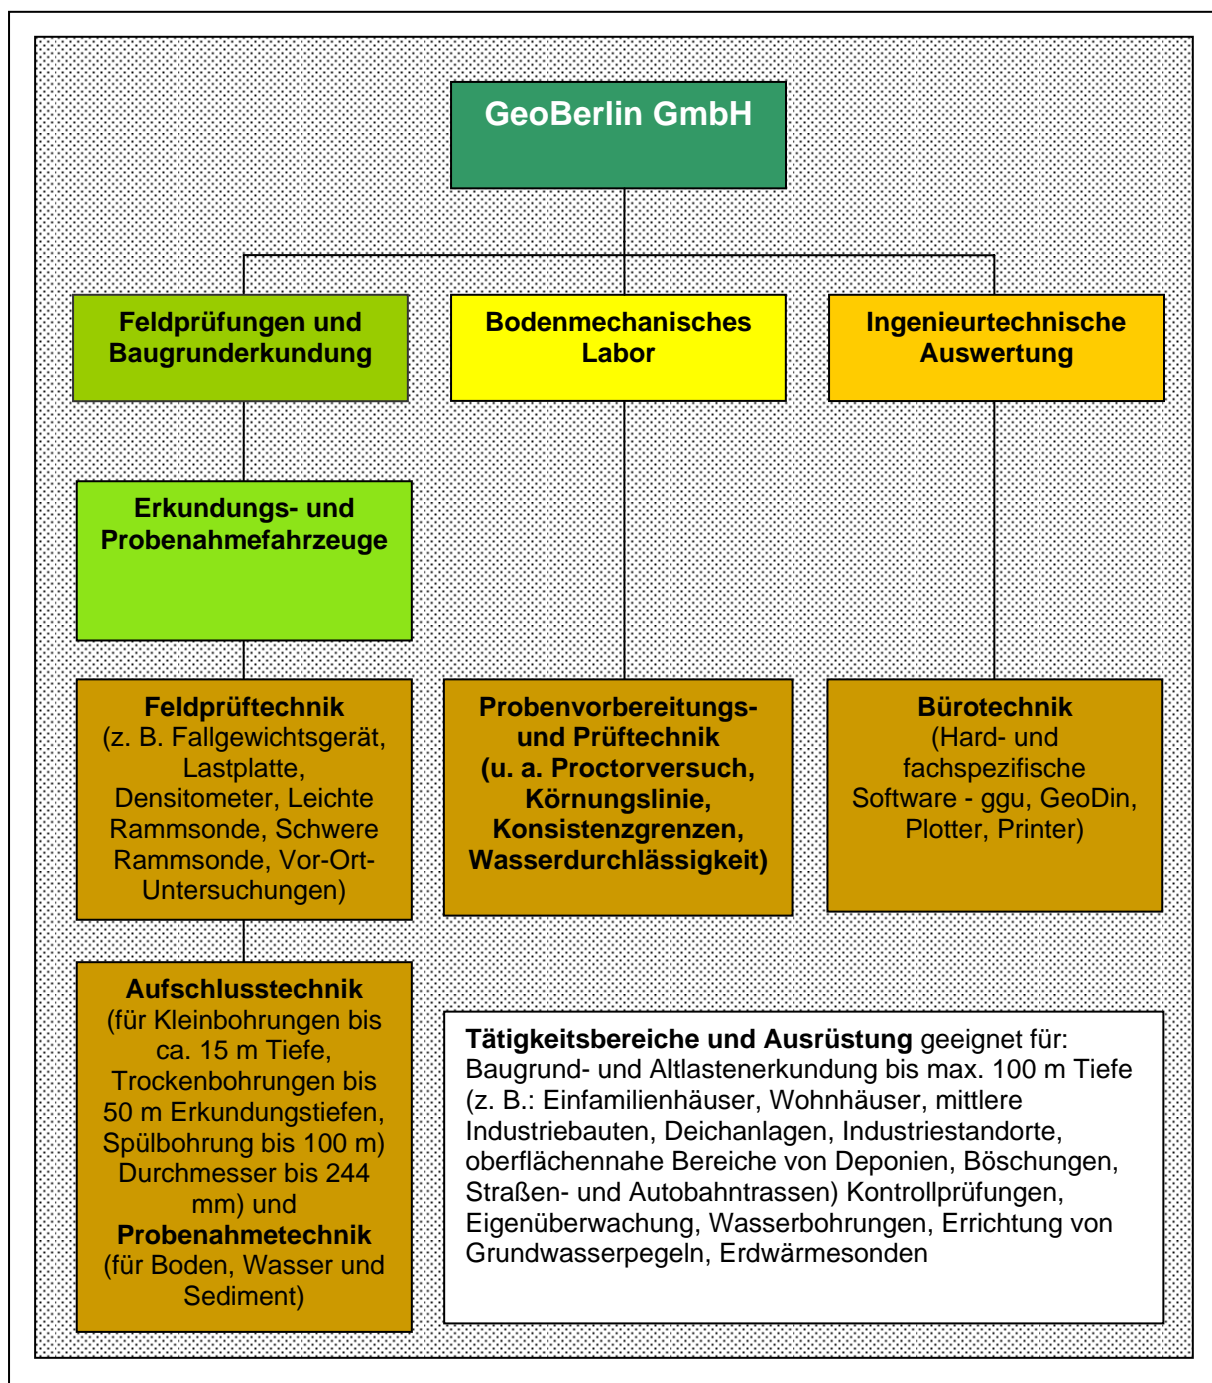 GeoBerlin GmbH
Feldprüfungen und
Baugrunderkundung
Bodenmechanisches
Labor
Ingenieurtechnische
Auswertung
Erkundungs- und
Probenahmefahrzeuge
Feldprüftechnik
(z. B. Fallgewichtsgerät,
Lastplatte,
Densitometer, Leichte
Rammsonde, Schwere
Rammsonde, Vor-Ort-
Untersuchungen)
Probenvorbereitungs-
und Prüftechnik
(u. a. Proctorversuch,
Körnungslinie,
Konsistenzgrenzen,
Wasserdurchlässigkeit)
Bürotechnik
(Hard- und
fachspezifische
Software - ggu, GeoDin,
Plotter, Printer)
Aufschlusstechnik
(für Kleinbohrungen bis
ca. 15 m Tiefe,
Trockenbohrungen bis
50 m Erkundungstiefen,
Spülbohrung bis 100 m)
Durchmesser bis 244
mm) und
Probenahmetechnik
(für Boden, Wasser und
Sediment)
Tätigkeitsbereiche und Ausrüstung geeignet für:
Baugrund- und Altlastenerkundung bis max. 100 m Tiefe
(z. B.: Einfamilienhäuser, Wohnhäuser, mittlere
Industriebauten, Deichanlagen, Industriestandorte,
oberflächennahe Bereiche von Deponien, Böschungen,
Straßen- und Autobahntrassen) Kontrollprüfungen,
Eigenüberwachung, Wasserbohrungen, Errichtung von
Grundwasserpegeln, Erdwärmesonden